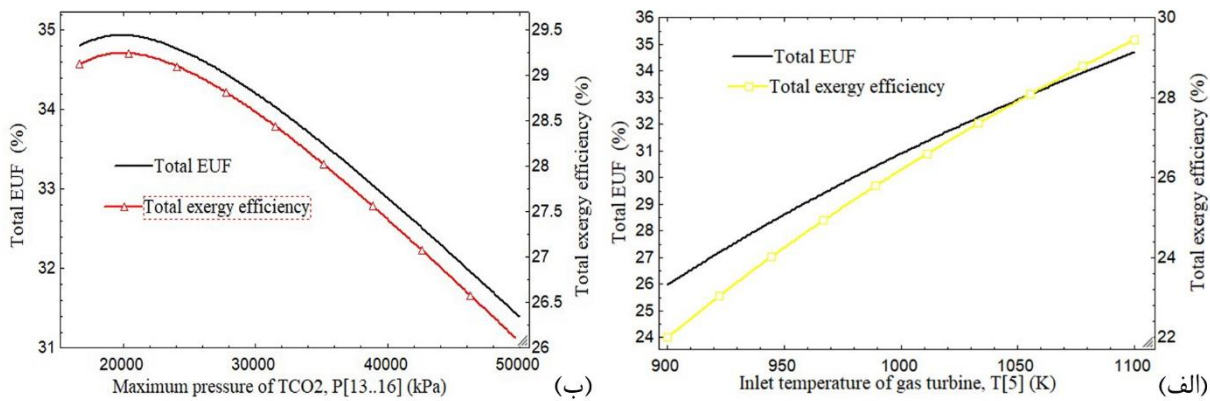 35
34
33
32
31
Total EUF (%)
29.5
29
28.5
28
27.5
27
26.5
26
Total exergy efficiency (%)
Total EUF
Total exergy efficiency
20000 30000 40000 50000
Maximum pressure of TCO2, P[13..16] (kPa)
(ب)
36
35
34
33
32
31
30
28
27
26
25
24
Total EUF (%)
30
28
26
24
22
Total exergy efficiency (%)
Total EUF
Total exergy efficiency
900 950 1000 1050 1100
Inlet temperature of gas turbine, T[5] (K)
(الف)